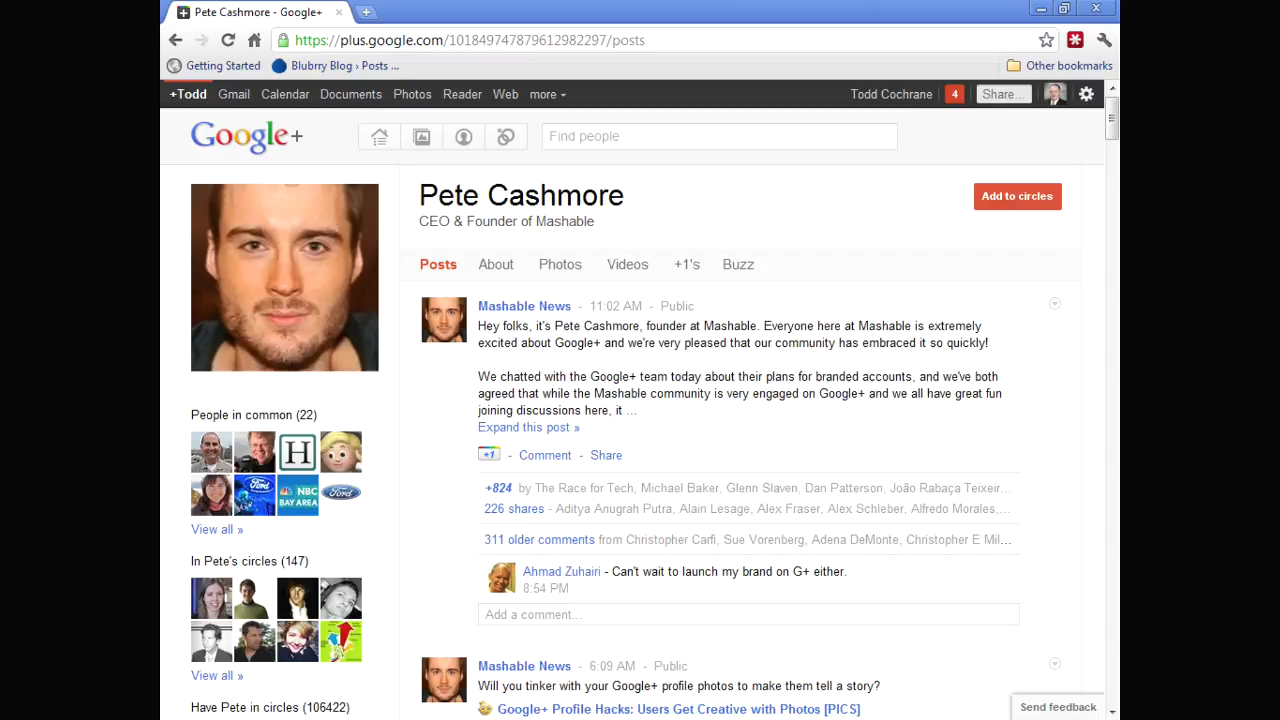 Pete Cashmore - Google+
https://plus.google.com/101849747879612982297/posts
Getting Started
Blubrry Blog › Posts ...
Other bookmarks
+Todd Gmail Calendar Documents Photos Reader Web more
Todd Cochrane 4 Share...
Google+
Find people
Pete Cashmore
Add to circles
CEO & Founder of Mashable
Posts About Photos Videos +1's Buzz
Mashable News - 11:02 AM - Public
Hey folks, it's Pete Cashmore, founder at Mashable. Everyone here at Mashable is extremely
excited about Google+ and we're very pleased that our community has embraced it so quickly!
We chatted with the Google+ team today about their plans for branded accounts, and we've both
agreed that while the Mashable community is very engaged on Google+ and we all have great fun
joining discussions here, it ...
Expand this post »
+1 - Comment - Share
+824 by The Race for Tech, Michael Baker, Glenn Slaven, Dan Patterson, João Rabaça Teixeir...
226 shares - Aditya Anugrah Putra, Alain Lesage, Alex Fraser, Alex Schleber, Alfredo Morales,...
311 older comments from Christopher Carfi, Sue Vorenberg, Adena DeMonte, Christopher E Mil...
Ahmad Zuhairi - Can't wait to launch my brand on G+ either.
8:54 PM
Add a comment...
Mashable News - 6:09 AM - Public
Will you tinker with your Google+ profile photos to make them tell a story?
Google+ Profile Hacks: Users Get Creative with Photos [PICS]
People in common (22)
H
Ford
NBC
BAY AREA
Ford
View all »
In Pete's circles (147)
View all »
Have Pete in circles (106422)
Send feedback